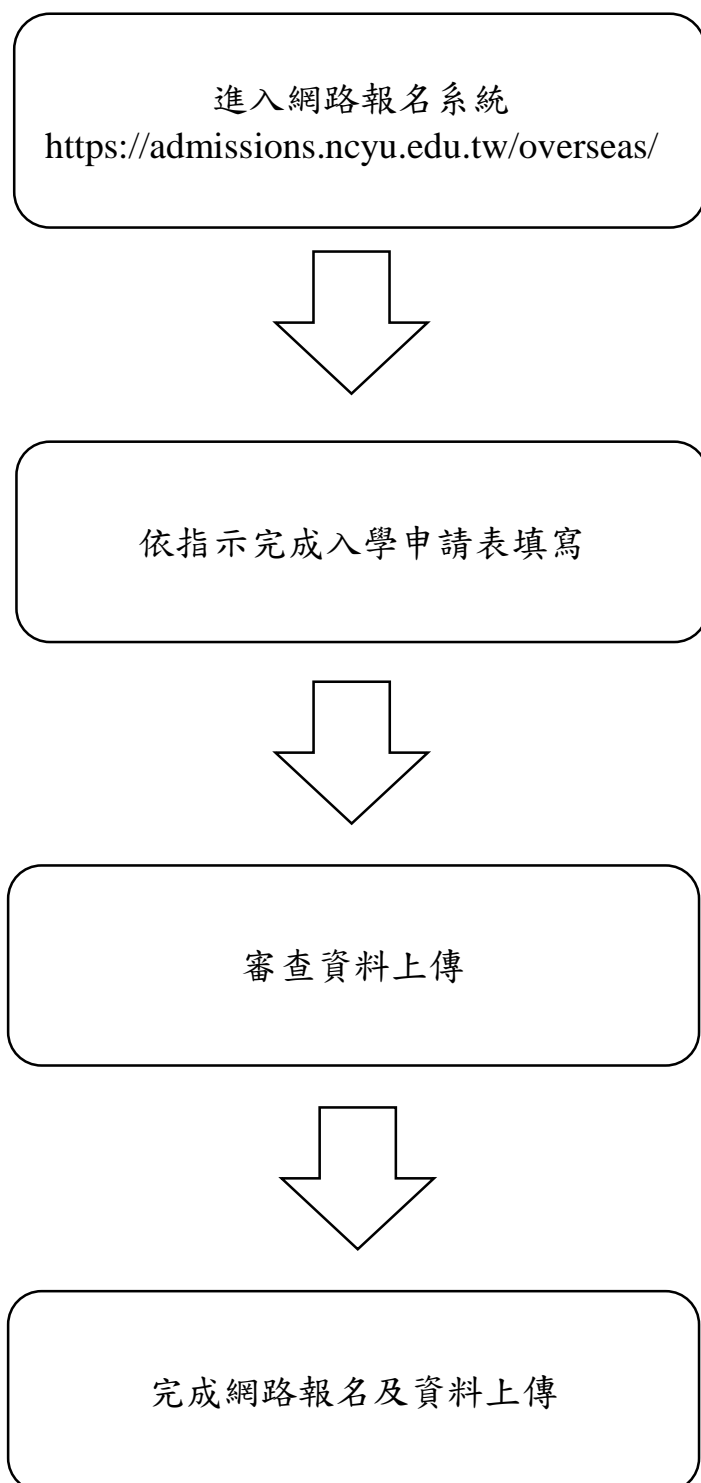 進入網路報名系統
https://admissions.ncyu.edu.tw/overseas/
依指示完成入學申請表填寫
審查資料上傳
完成網路報名及資料上傳